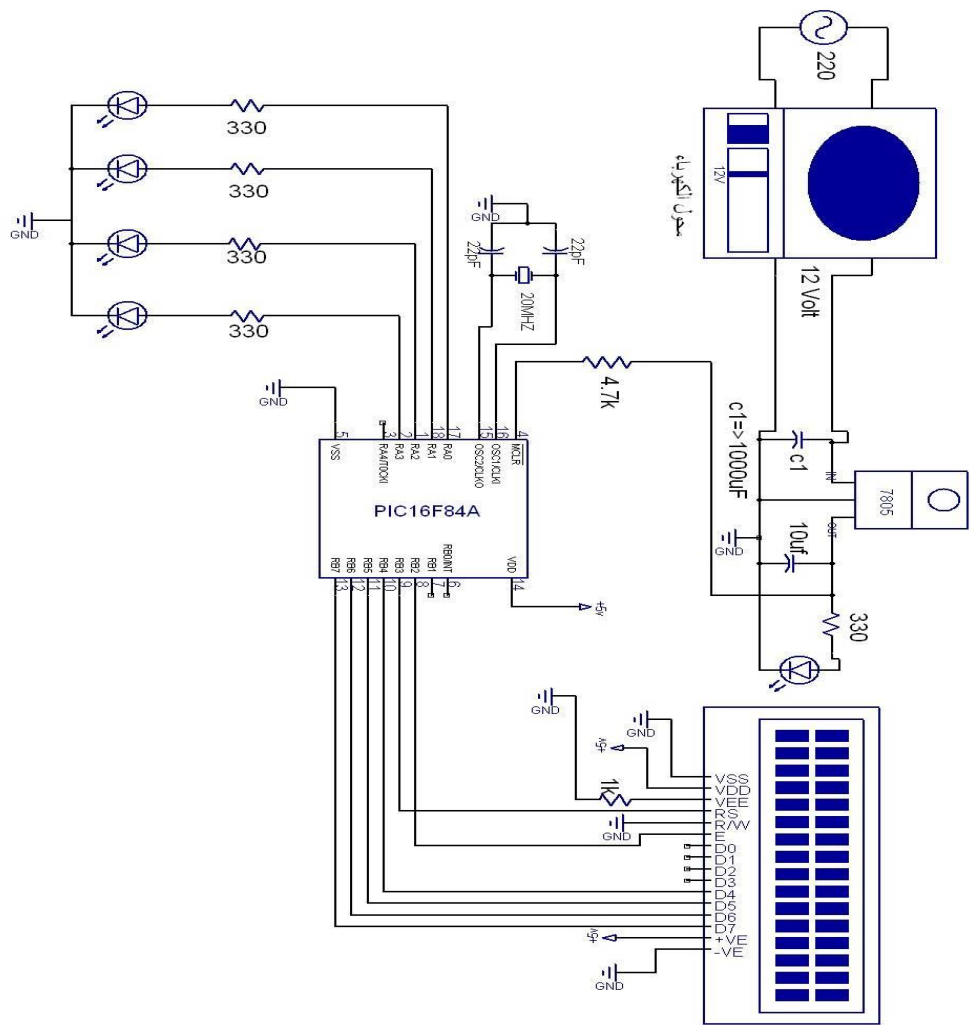 220
12V
محول الكهرباء
12 Volt
330
330
330
330
GND
GND
22pF
22pF
20MHZ
4.7k
GND
c1=>1000uF
c1
IN
7805
OUT
GND
10uf
330
17 RA0
18 RA1
1 RA2
2 RA3
3 RA4/T0CKI
5 VSS
15 OSC2/CLKO
16 OSC1/CLKI
4 MCLR
PIC16F84A
RB7 13
RB6 12
RB5 11
RB4 10
RB3 9
RB2 8
RB1 7
RB0/INT 6
VDD 14
+5v
GND
GND
+5v
1k
GND
VSS
VDD
VEE
RS
R/W
E
D0
D1
D2
D3
D4
D5
D6
D7
+VE
-VE
+5v
GND